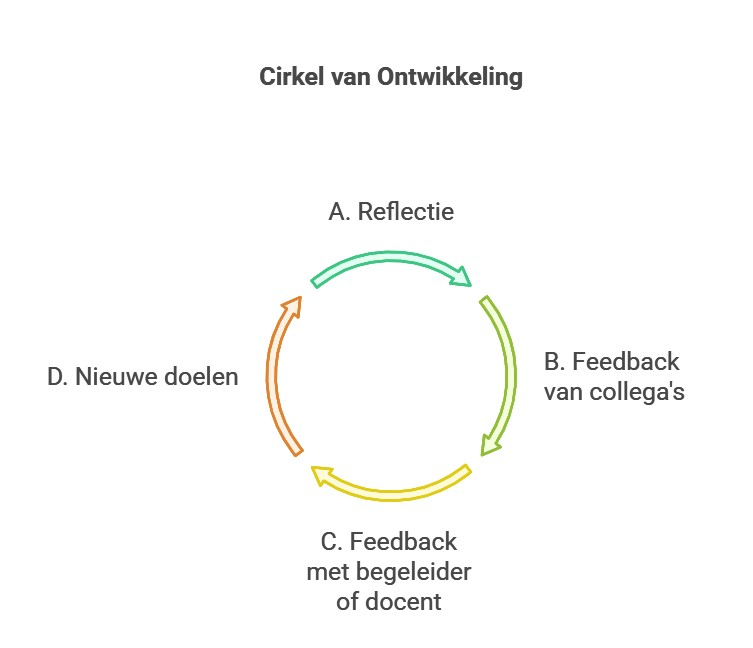 Cirkel van Ontwikkeling
A. Reflectie
B. Feedback
van collega's
D. Nieuwe doelen
C. Feedback
met begeleider
of docent